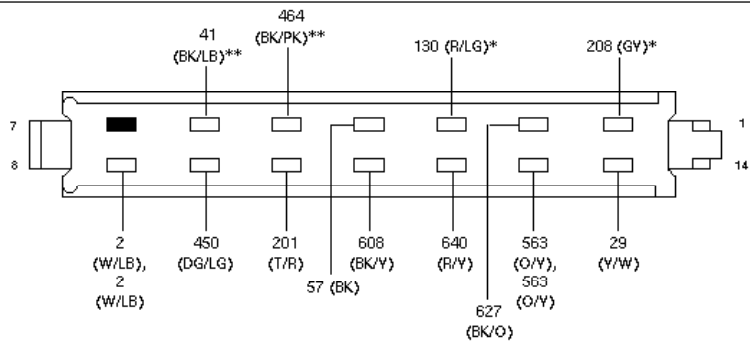 464
41
(BK/PK)**
(BK/LB)**
130 (R/LG)*
208 (GY)*
7
1
8
14
2
450
201
608
640
563
29
(W/LB),
(DG/LG)
(T/R)
(BK/Y)
(R/Y)
(O/Y),
(Y/W)
2
57 (BK)
563
(W/LB)
(O/Y)
627
(BK/O)